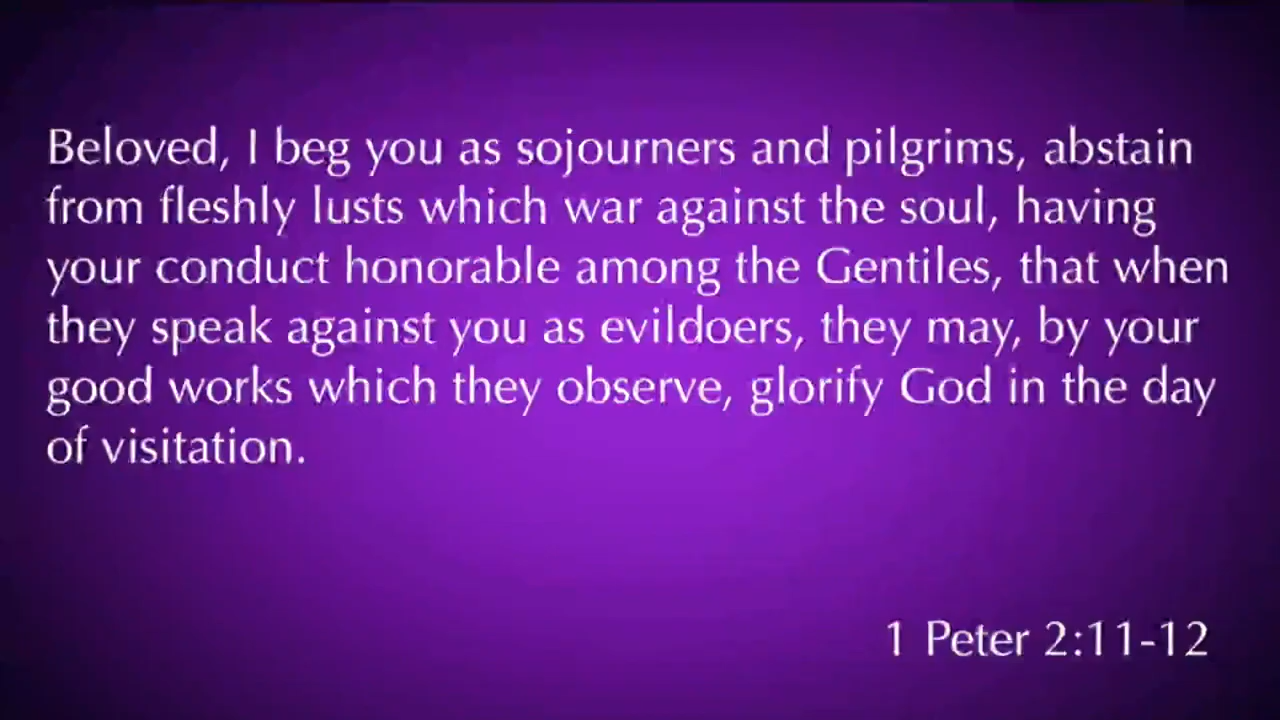 Beloved, I beg you as sojourners and pilgrims, abstain
from fleshly lusts which war against the soul, having
your conduct honorable among the Gentiles, that when
they speak against you as evildoers, they may, by your
good works which they observe, glorify God in the day
of visitation.
1 Peter 2:11-12